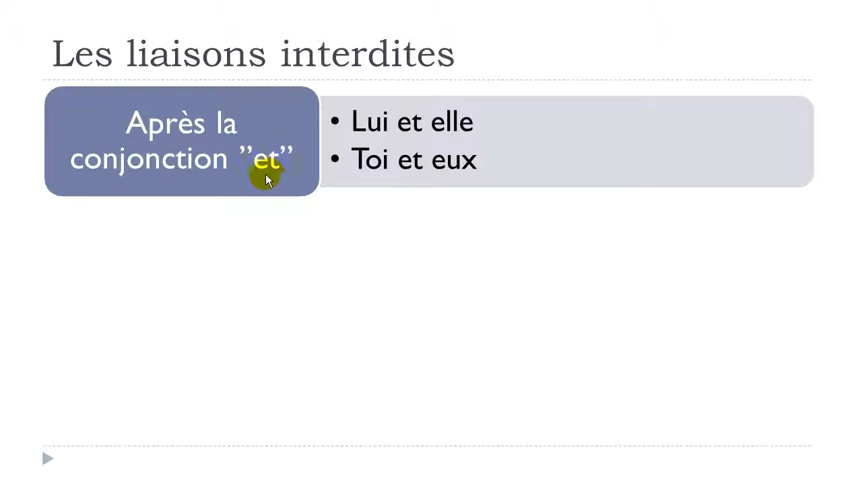 Les liaisons interdites
Après la
conjonction ”et”
• Lui et elle
• Toi et eux